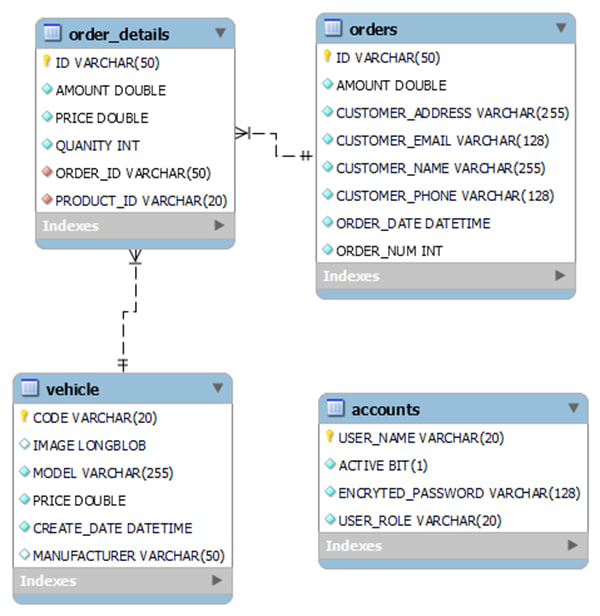 order_details
ID VARCHAR(50)
AMOUNT DOUBLE
PRICE DOUBLE
QUANITY INT
ORDER_ID VARCHAR(50)
PRODUCT_ID VARCHAR(20)
Indexes
orders
ID VARCHAR(50)
AMOUNT DOUBLE
CUSTOMER_ADDRESS VARCHAR(255)
CUSTOMER_EMAIL VARCHAR(128)
CUSTOMER_NAME VARCHAR(255)
CUSTOMER_PHONE VARCHAR(128)
ORDER_DATE DATETIME
ORDER_NUM INT
Indexes
vehicle
CODE VARCHAR(20)
IMAGE LONGBLOB
MODEL VARCHAR(255)
PRICE DOUBLE
CREATE_DATE DATETIME
MANUFACTURER VARCHAR(50)
Indexes
accounts
USER_NAME VARCHAR(20)
ACTIVE BIT(1)
ENCRYTED_PASSWORD VARCHAR(128)
USER_ROLE VARCHAR(20)
Indexes